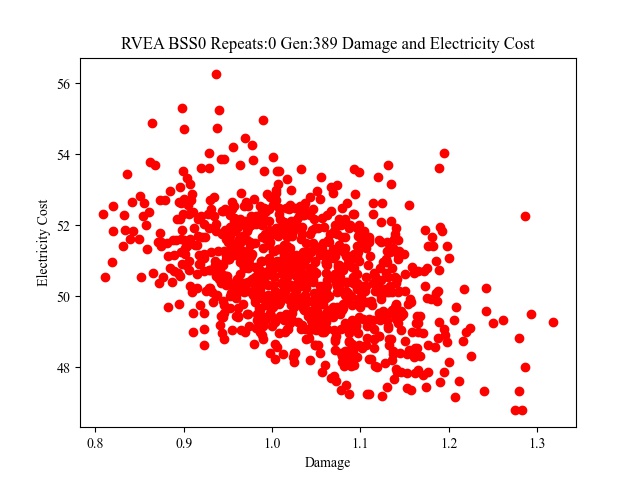 RVEA BSS0 Repeats:0 Gen:389 Damage and Electricity Cost
56
54
52
50
48
Electricity Cost
0.8 0.9 1.0 1.1 1.2 1.3
Damage